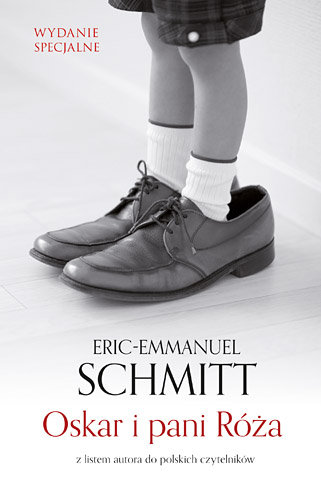 WYDANIE
SPECJALNE
ERIC-EMMANUEL
SCHMITT
Oskar i pani Róża
z listem autora do polskich czytelników